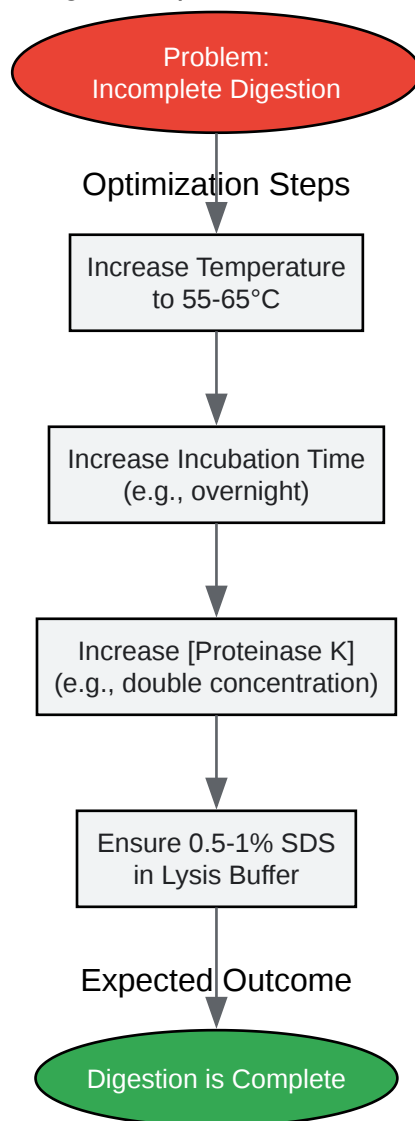 Problem:
Incomplete Digestion
Optimization Steps
Increase Temperature
to 55-65°C
Increase Incubation Time
(e.g., overnight)
Increase [Proteinase K]
(e.g., double concentration)
Ensure 0.5-1% SDS
in Lysis Buffer
Expected Outcome
Digestion is Complete